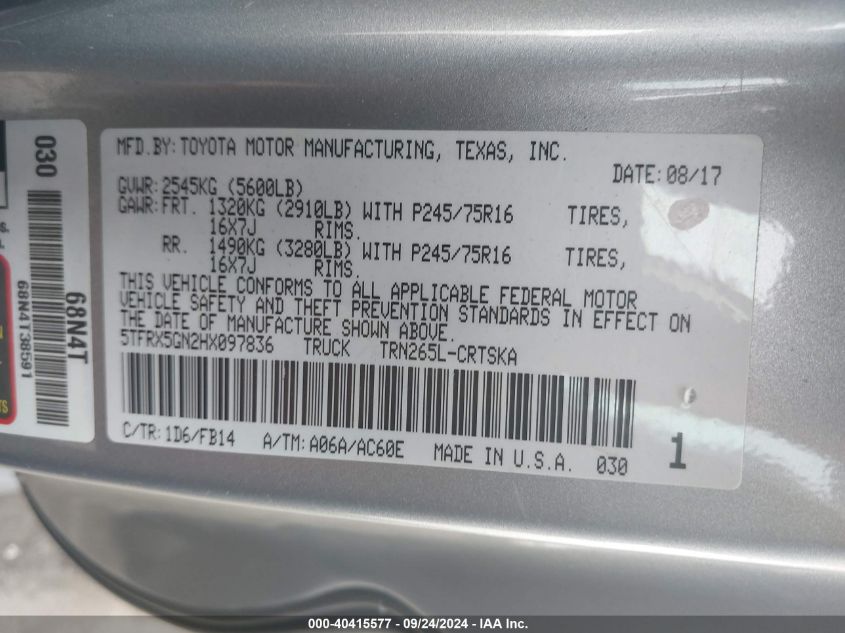 MFD.BY:TOYOTA MOTOR MANUFACTURING, TEXAS, INC.
DATE:08/17
GVWR:2545KG (5600LB)
GAWR:FRT. 1320KG (2910LB) WITH P245/75R16 TIRES,
16X7J RIMS.
RR. 1490KG (3280LB) WITH P245/75R16 TIRES,
16X7J RIMS.
THIS VEHICLE CONFORMS TO ALL APPLICABLE FEDERAL MOTOR
VEHICLE SAFETY AND THEFT PREVENTION STANDARDS IN EFFECT ON
THE DATE OF MANUFACTURE SHOWN ABOVE.
5TFRX5GN2HX097836 TRUCK TRN265L-CRTSKA
C/TR:1D6/FB14 A/TM:A06A/AC60E MADE IN U.S.A. 030 1
030
68N4T38591
68N4T
S.
L
TS
000-40415577 - 09/24/2024 - IAA Inc.